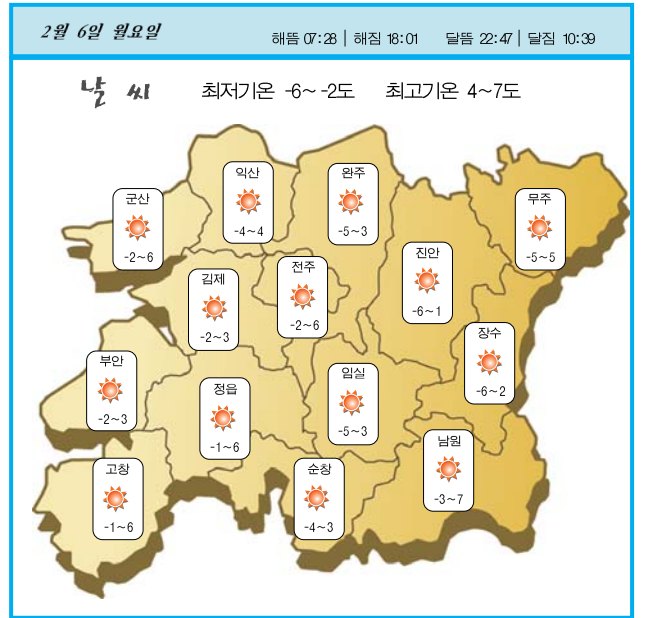 2월 6일 월요일
해뜸 07:28 | 해짐 18:01 달뜸 22:47 | 달짐 10:39
날 씨 최저기온 -6~ -2도 최고기온 4~7도
익산
-4~4
완주
-5~3
군산
-2~6
무주
-5~5
진안
-6~1
전주
-2~6
김제
-2~3
장수
-6~2
부안
-2~3
임실
-5~3
정읍
-1~6
남원
-3~7
고창
-1~6
순창
-4~3